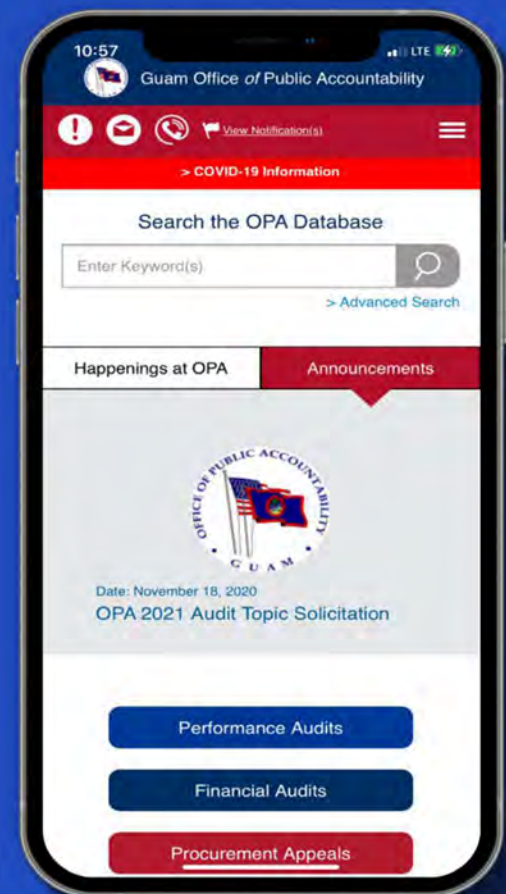 10:57
LTE
Guam Office of Public Accountability
View Notification(s)
> COVID-19 Information
Search the OPA Database
Enter Keyword(s)
> Advanced Search
Happenings at OPA
Announcements
OFFICE OF PUBLIC ACCOUNTABILITY
GUAM
Date: November 18, 2020
OPA 2021 Audit Topic Solicitation
Performance Audits
Financial Audits
Procurement Appeals